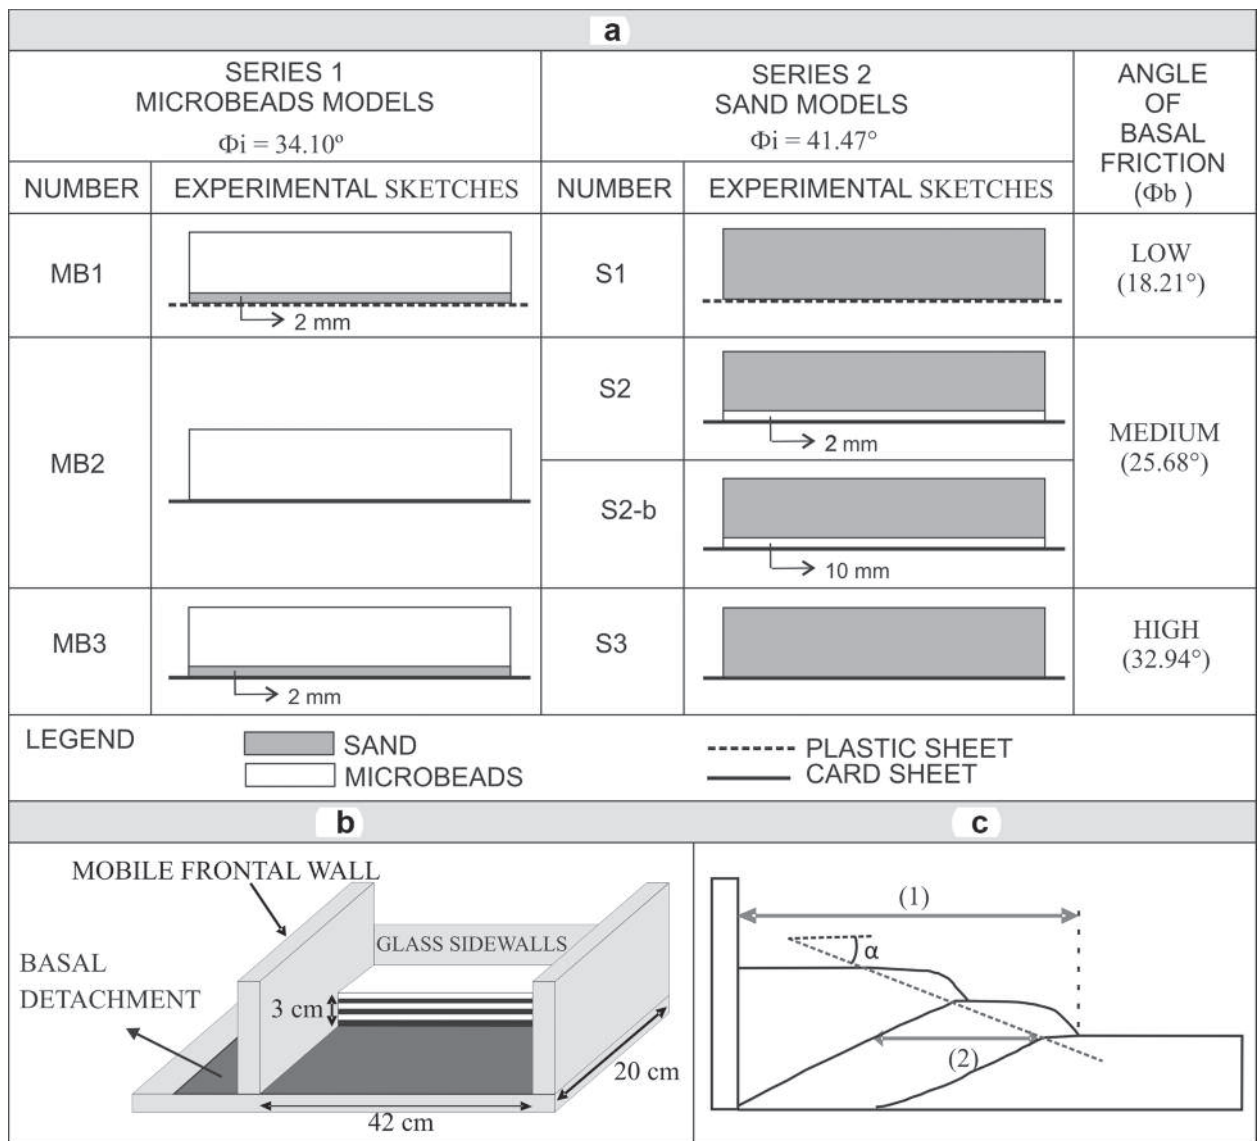 a
SERIES 1
MICROBEADS MODELS
Φi = 34.10º
SERIES 2
SAND MODELS
Φi = 41.47°
ANGLE
OF
BASAL
FRICTION
(Φb )
NUMBER
EXPERIMENTAL SKETCHES
NUMBER
EXPERIMENTAL SKETCHES
MB1
2 mm
S1
LOW
(18.21°)
MB2
S2
2 mm
S2-b
10 mm
MEDIUM
(25.68°)
MB3
2 mm
S3
HIGH
(32.94°)
LEGEND
SAND
MICROBEADS
PLASTIC SHEET
CARD SHEET
b
MOBILE FRONTAL WALL
GLASS SIDEWALLS
BASAL
DETACHMENT
3 cm
20 cm
42 cm
c
(1)
α
(2)